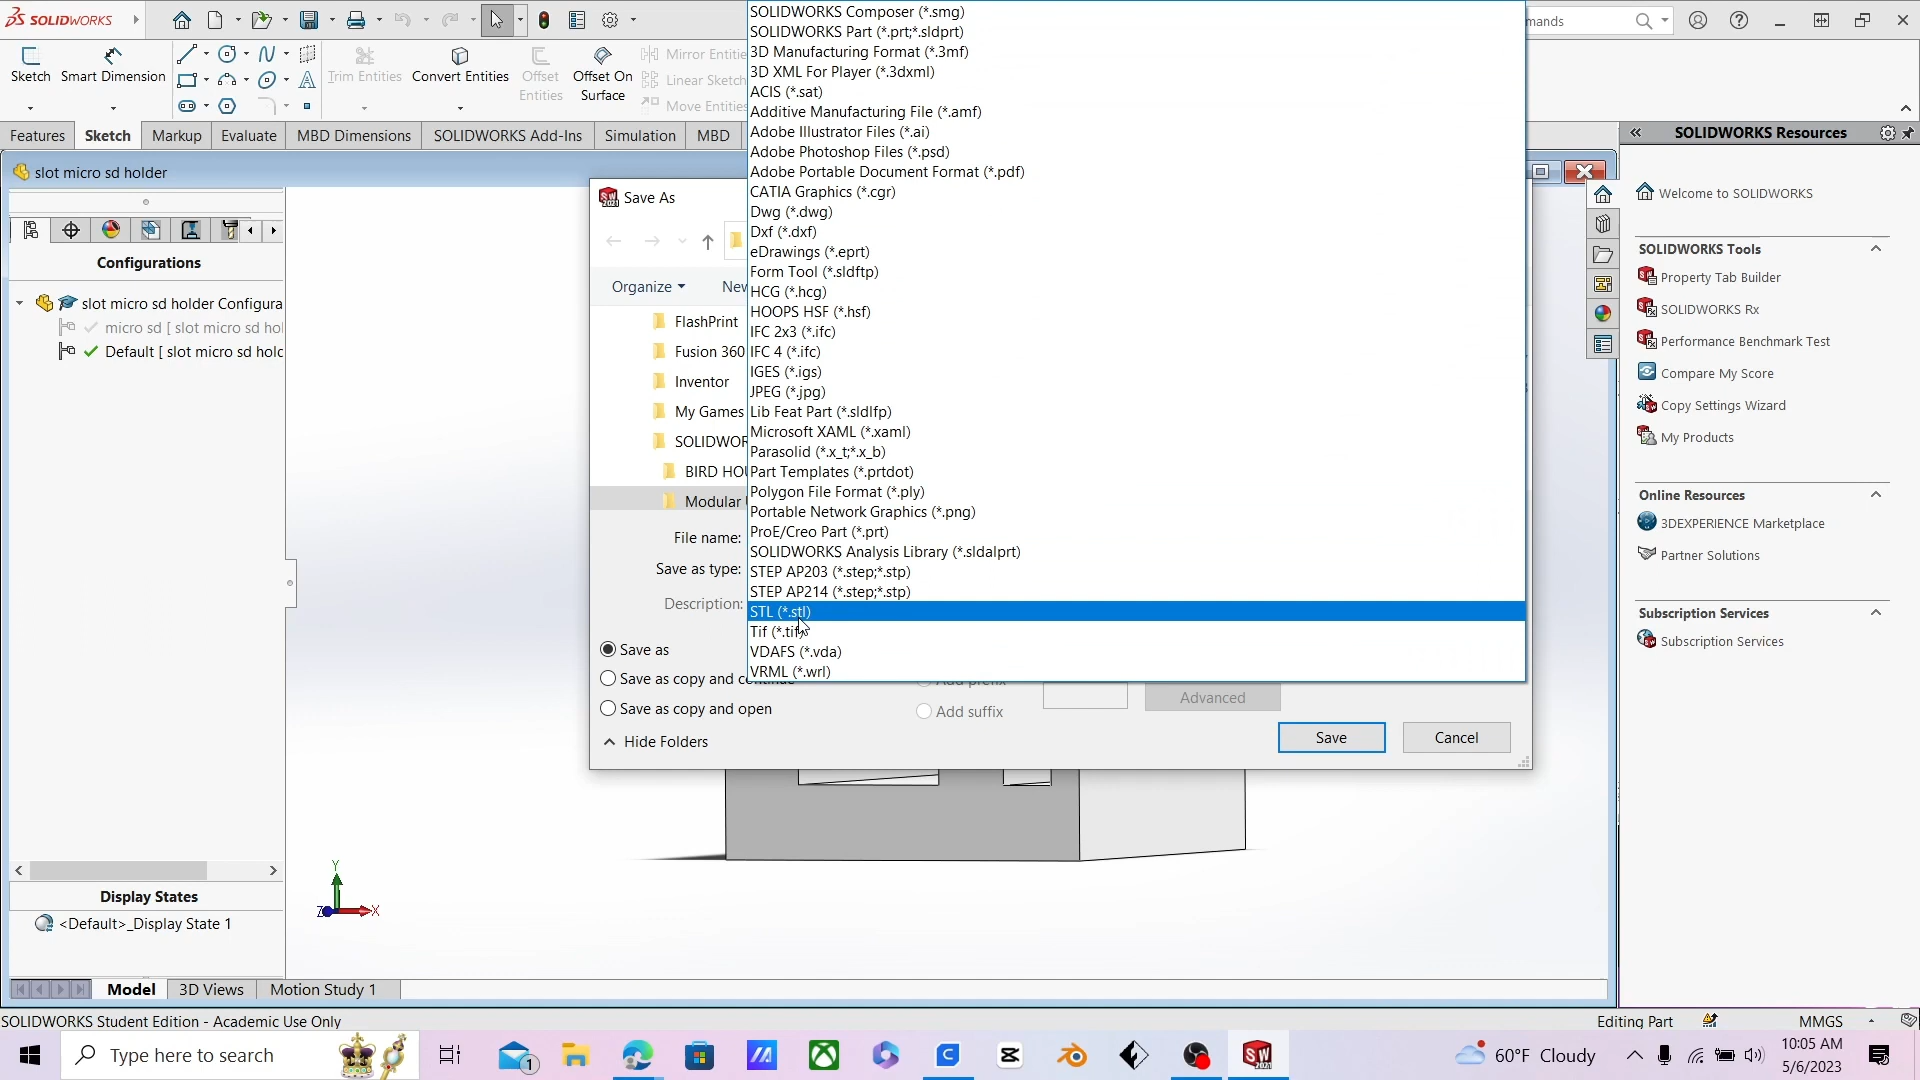 SOLIDWORKS
mands
Sketch
Smart Dimension
Trim Entities
Convert Entities
Offset
Entities
Offset On
Surface
Mirror Entitie
Linear Sketch
Move Entities
Features
Sketch
Markup
Evaluate
MBD Dimensions
SOLIDWORKS Add-Ins
Simulation
MBD
slot micro sd holder
Configurations
slot micro sd holder Configura
micro sd [ slot micro sd hol
Default [ slot micro sd holc
Display States
<Default>_Display State 1
Model
3D Views
Motion Study 1
SOLIDWORKS Student Edition - Academic Use Only
Y
Z
X
Save As
Organize
New
FlashPrint
Fusion 360
Inventor
My Games
SOLIDWOR
BIRD HOU
Modular
File name:
Save as type:
Description:
Save as
Save as copy and continue
Save as copy and open
Add prefix
Add suffix
Advanced
Hide Folders
Save
Cancel
SOLIDWORKS Composer (*.smg)
SOLIDWORKS Part (*.prt;*.sldprt)
3D Manufacturing Format (*.3mf)
3D XML For Player (*.3dxml)
ACIS (*.sat)
Additive Manufacturing File (*.amf)
Adobe Illustrator Files (*.ai)
Adobe Photoshop Files (*.psd)
Adobe Portable Document Format (*.pdf)
CATIA Graphics (*.cgr)
Dwg (*.dwg)
Dxf (*.dxf)
eDrawings (*.eprt)
Form Tool (*.sldftp)
HCG (*.hcg)
HOOPS HSF (*.hsf)
IFC 2x3 (*.ifc)
IFC 4 (*.ifc)
IGES (*.igs)
JPEG (*.jpg)
Lib Feat Part (*.sldlfp)
Microsoft XAML (*.xaml)
Parasolid (*.x_t;*.x_b)
Part Templates (*.prtdot)
Polygon File Format (*.ply)
Portable Network Graphics (*.png)
ProE/Creo Part (*.prt)
SOLIDWORKS Analysis Library (*.sldalprt)
STEP AP203 (*.step;*.stp)
STEP AP214 (*.step;*.stp)
STL (*.stl)
Tif (*.tif)
VDAFS (*.vda)
VRML (*.wrl)
SOLIDWORKS Resources
Welcome to SOLIDWORKS
SOLIDWORKS Tools
Property Tab Builder
SOLIDWORKS Rx
Performance Benchmark Test
Compare My Score
Copy Settings Wizard
My Products
Online Resources
3DEXPERIENCE Marketplace
Partner Solutions
Subscription Services
Subscription Services
Editing Part
MMGS
Type here to search
60°F Cloudy
10:05 AM
5/6/2023